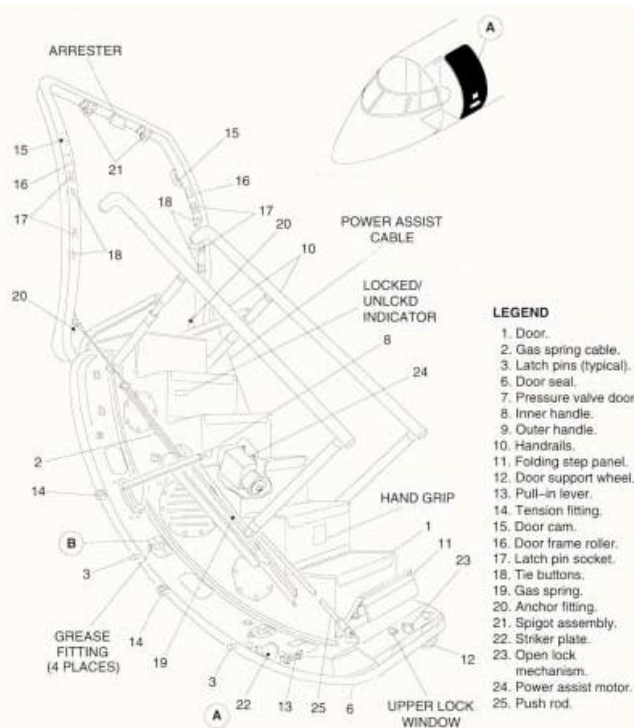 A
ARRESTER
15
15
16
16
21
18
17
17
20
18
POWER ASSIST
CABLE
10
LOCKED/
UNLCKD
INDICATOR
20
8
24
LEGEND
1. Door.
2. Gas spring cable.
3. Latch pins (typical).
6. Door seal.
7. Pressure valve door
8. Inner handle.
9. Outer handle.
10. Handrails.
11. Folding step panel.
12. Door support wheel.
13. Pull-in lever.
14. Tension fitting.
15. Door cam.
16. Door frame roller.
17. Latch pin socket.
18. Tie buttons.
19. Gas spring.
20. Anchor fitting.
21. Spigot assembly.
22. Striker plate.
23. Open lock
mechanism.
24. Power assist motor.
25. Push rod.
2
14
HAND GRIP
1
11
23
B
3
GREASE
FITTING
(4 PLACES)
14
19
3
22
13
25
6
12
UPPER LOCK
WINDOW
A